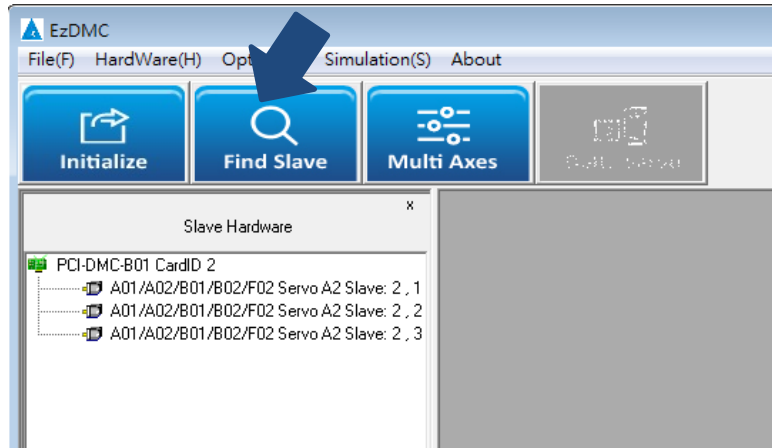 EzDMC
File(F) HardWare(H) Opt Simulation(S) About
Initialize Find Slave Multi Axes
x
Slave Hardware
PCI-DMC-B01 CardID 2
A01/A02/B01/B02/F02 Servo A2 Slave: 2 , 1
A01/A02/B01/B02/F02 Servo A2 Slave: 2 , 2
A01/A02/B01/B02/F02 Servo A2 Slave: 2 , 3